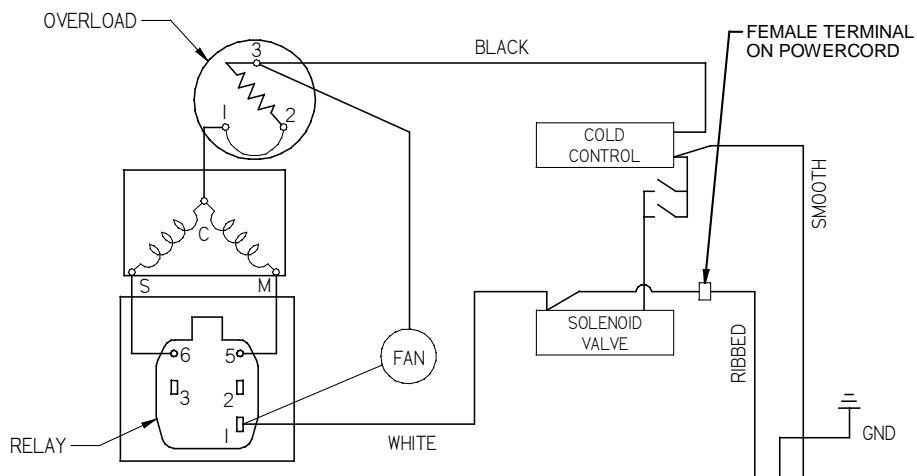 OVERLOAD
3
1
2
BLACK
FEMALE TERMINAL
ON POWERCORD
COLD
CONTROL
SMOOTH
C
S
M
SOLENOID
VALVE
RIBBED
6
5
3
2
1
FAN
RELAY
WHITE
GND